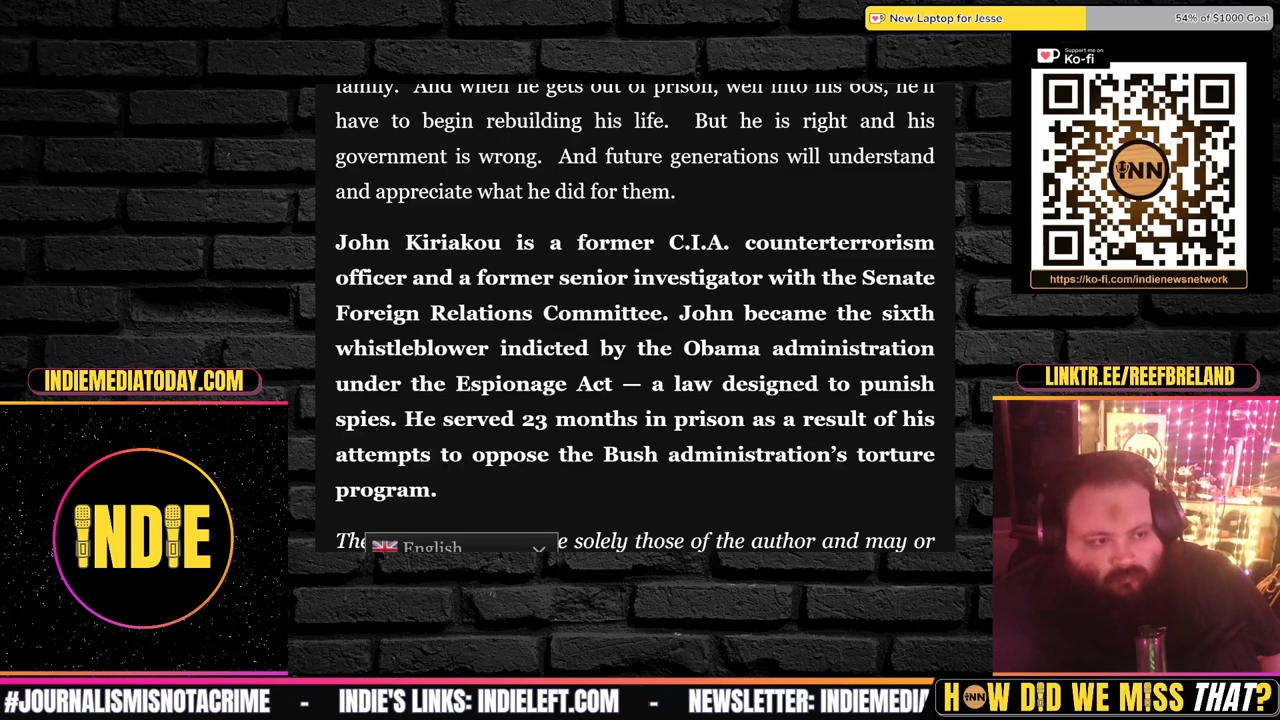 New Laptop for Jesse
54% of $1000 Goal
Support me on
Ko-fi
iNN
https://ko-fi.com/indienewsnetwork
family. And when he gets out of prison, well into his 60s, he'll
have to begin rebuilding his life. But he is right and his
government is wrong. And future generations will understand
and appreciate what he did for them.
John Kiriakou is a former C.I.A. counterterrorism
officer and a former senior investigator with the Senate
Foreign Relations Committee. John became the sixth
whistleblower indicted by the Obama administration
under the Espionage Act — a law designed to punish
spies. He served 23 months in prison as a result of his
attempts to oppose the Bush administration's torture
program.
English
e solely those of the author and may or
INDIEMEDIATODAY.COM
INDIE
LINKTR.EE/REEFBRELAND
#JOURNALISMISNOTACRIME - INDIE'S LINKS: INDIELEFT.COM - NEWSLETTER: INDIEMEDIA
HOW DID WE MISS THAT?